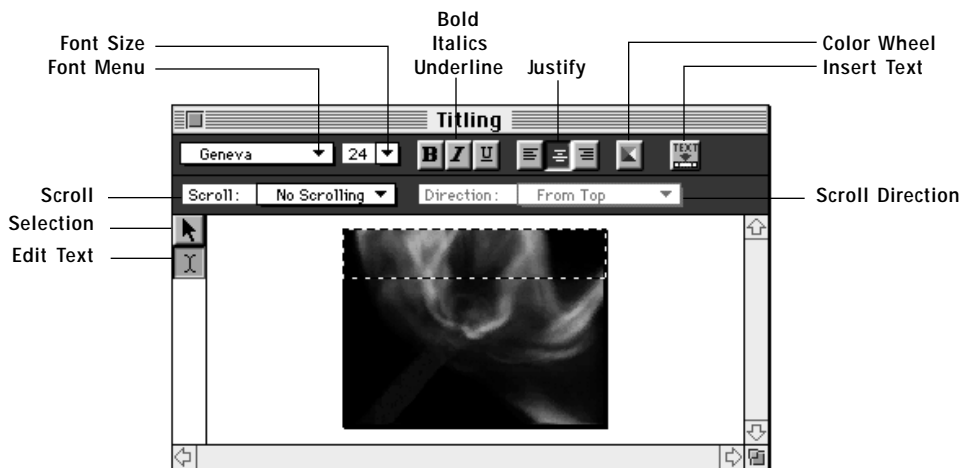 Bold
Font Size Italics Color Wheel
Font Menu Underline Justify Insert Text
Titling
Geneva 24 B I U TEXT
Scroll Scroll: No Scrolling Direction: From Top Scroll Direction
Selection
Edit Text